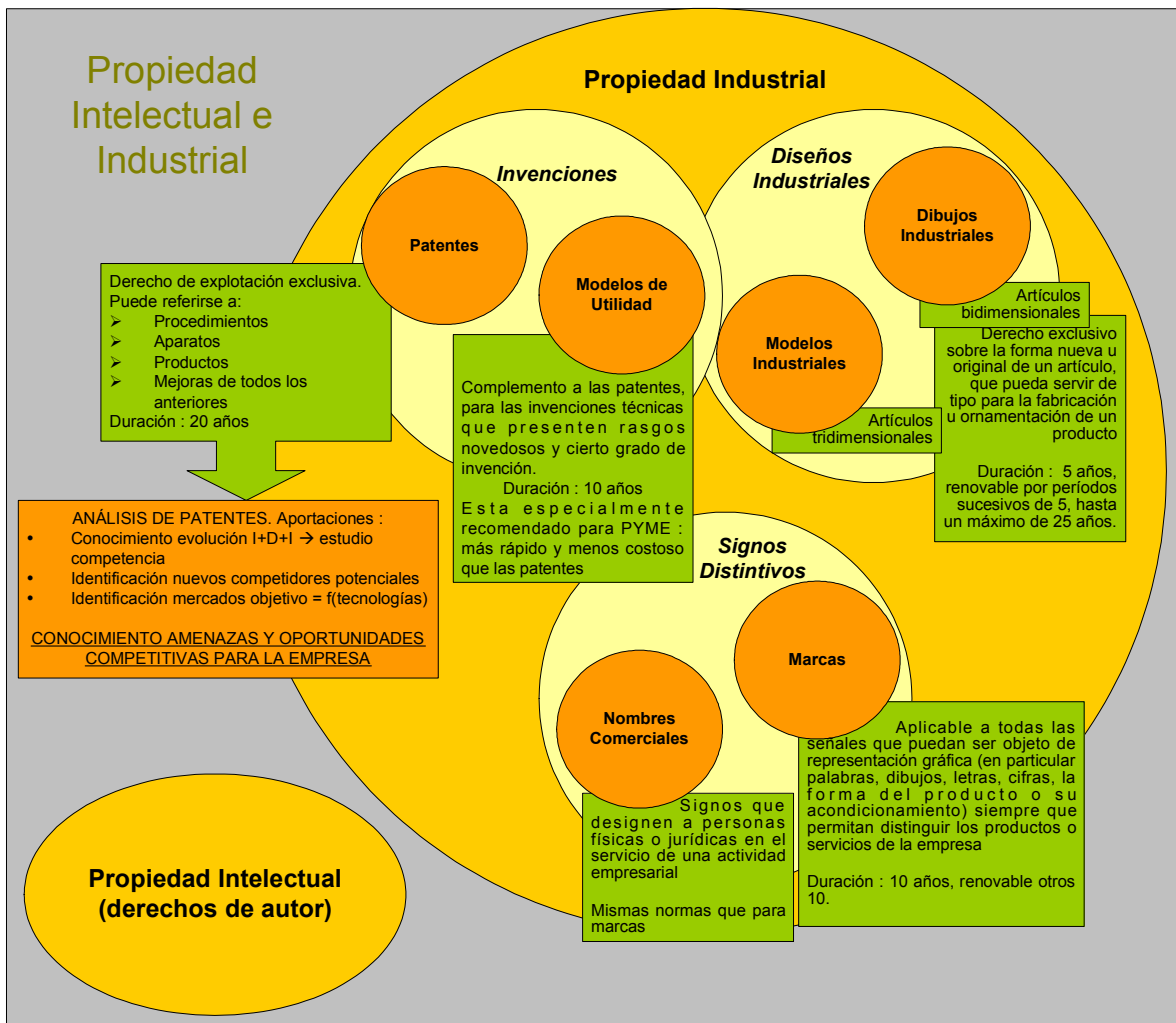 Propiedad
Intelectual e
Industrial
Propiedad Industrial
Invenciones
Patentes
Modelos de
Utilidad
Diseños
Industriales
Dibujos
Industriales
Modelos
Industriales
Derecho de explotación exclusiva.
Puede referirse a:
➢ Procedimientos
➢ Aparatos
➢ Productos
➢ Mejoras de todos los
anteriores
Duración : 20 años
Complemento a las patentes,
para las invenciones técnicas
que presenten rasgos
novedosos y cierto grado de
invención.
Duración : 10 años
Esta especialmente
recomendado para PYME :
más rápido y menos costoso
que las patentes
Artículos
bidimensionales
Artículos
tridimensionales
Derecho exclusivo
sobre la forma nueva u
original de un artículo,
que pueda servir de
tipo para la fabricación
u ornamentación de un
producto
Duración : 5 años,
renovable por períodos
sucesivos de 5, hasta
un máximo de 25 años.
ANÁLISIS DE PATENTES. Aportaciones :
• Conocimiento evolución I+D+I → estudio
competencia
• Identificación nuevos competidores potenciales
• Identificación mercados objetivo = f(tecnologías)
CONOCIMIENTO AMENAZAS Y OPORTUNIDADES
COMPETITIVAS PARA LA EMPRESA
Signos
Distintivos
Marcas
Nombres
Comerciales
Aplicable a todas las
señales que puedan ser objeto de
representación gráfica (en particular
palabras, dibujos, letras, cifras, la
forma del producto o su
acondicionamiento) siempre que
permitan distinguir los productos o
servicios de la empresa
Duración : 10 años, renovable otros
10.
Signos que
designen a personas
físicas o jurídicas en el
servicio de una actividad
empresarial
Mismas normas que para
marcas
Propiedad Intelectual
(derechos de autor)